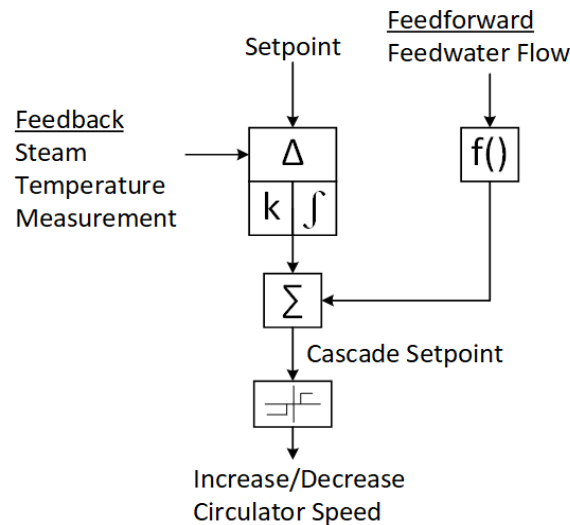 Feedforward
Feedwater Flow
Setpoint
Feedback
Steam
Temperature
Measurement
Δ
f()
k ∫
Σ
Cascade Setpoint
Increase/Decrease
Circulator Speed